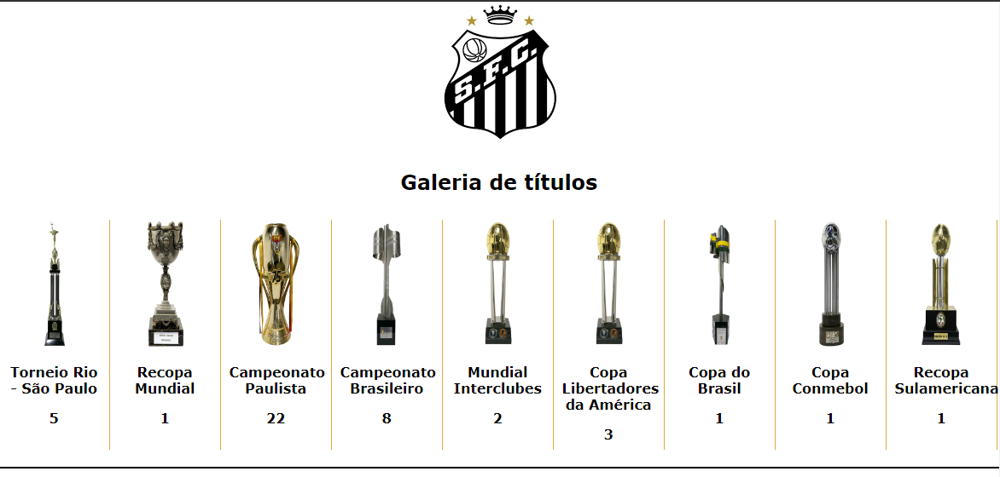 S.F.C.
Galeria de títulos
Torneio Rio
- São Paulo
5
Recopa
Mundial
1
Campeonato
Paulista
22
Campeonato
Brasileiro
8
Mundial
Interclubes
2
Copa
Libertadores
da América
3
Copa do
Brasil
1
Copa
Conmebol
1
Recopa
Sulamericana
1